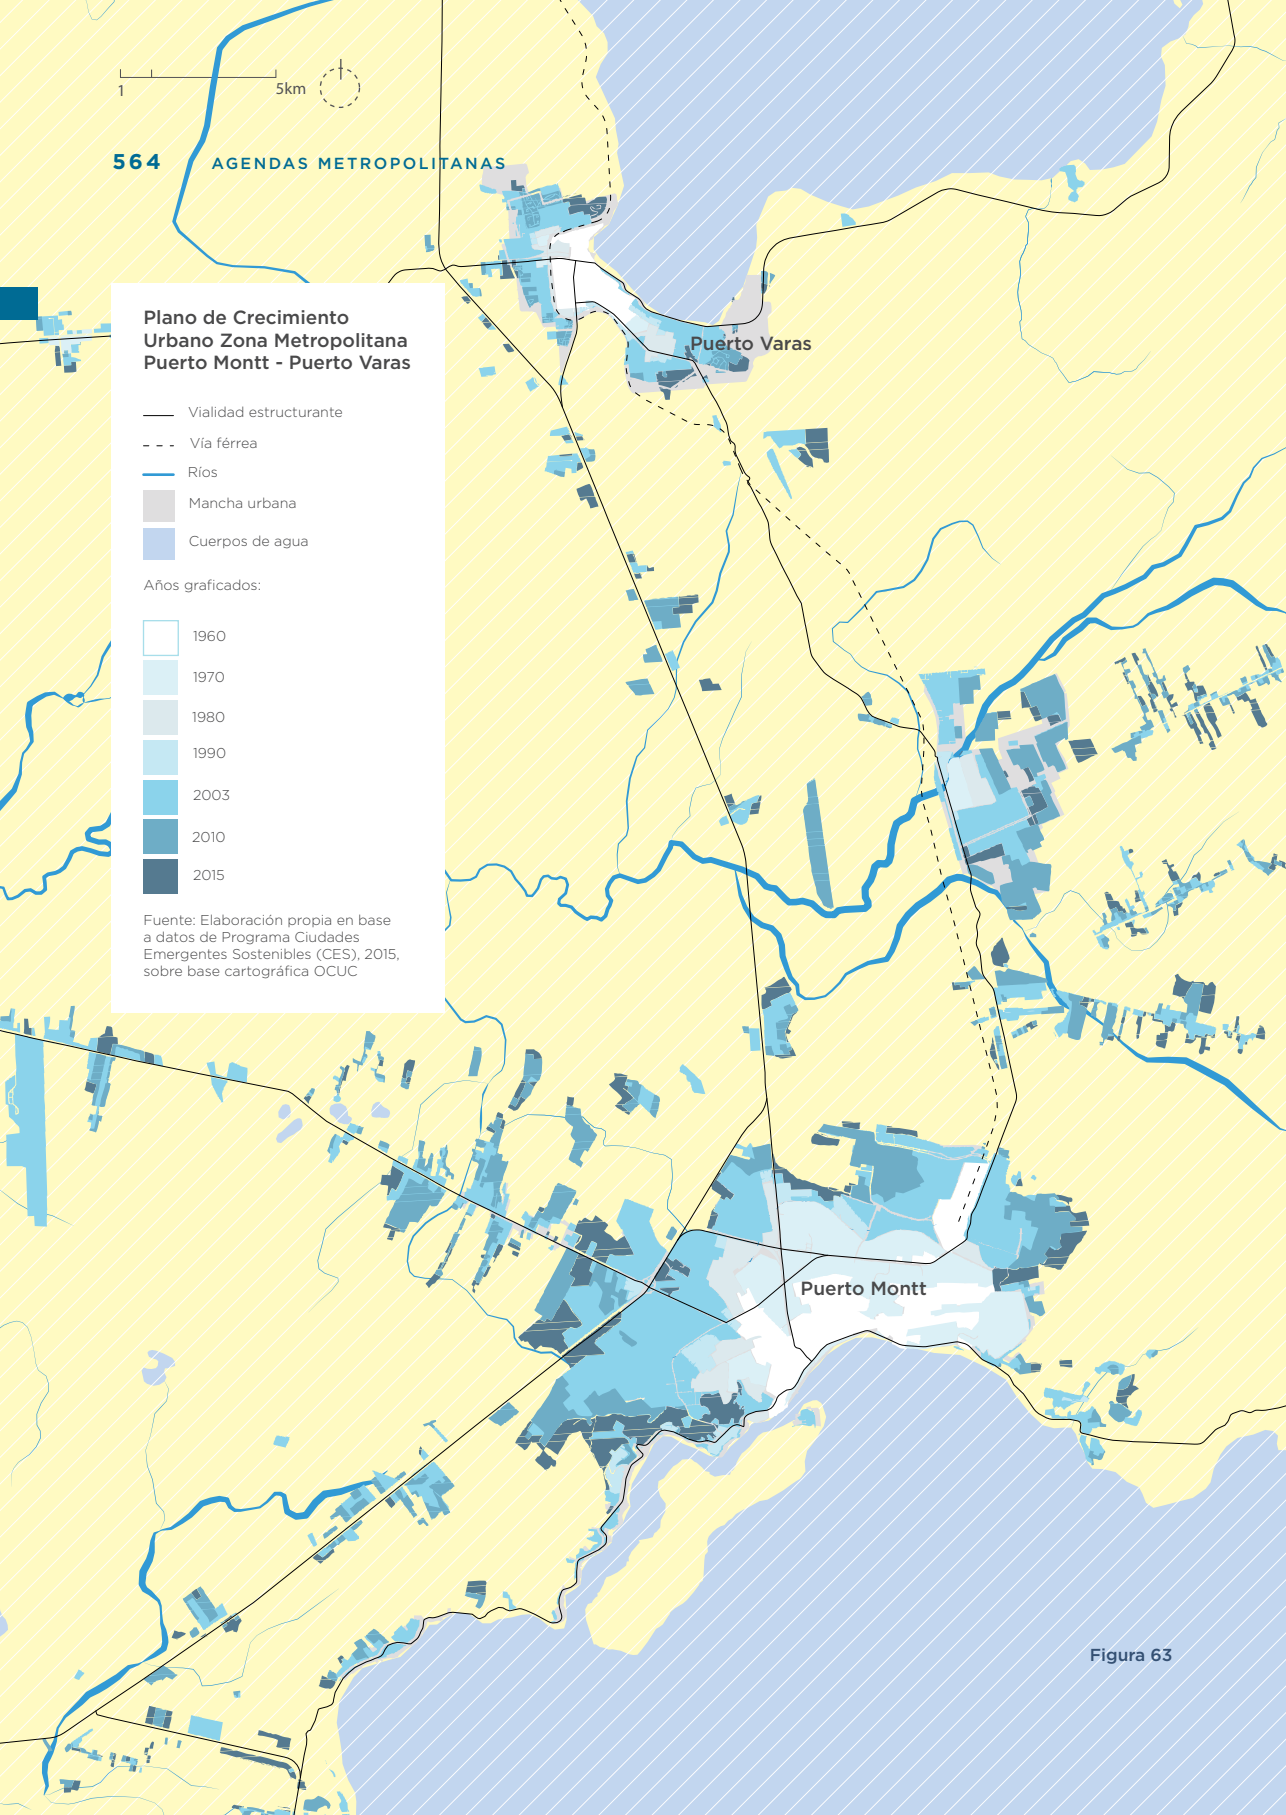 1
5km
564 AGENDAS METROPOLITANAS
Puerto Varas
Plano de Crecimiento
Urbano Zona Metropolitana
Puerto Montt - Puerto Varas
Vialidad estructurante
Vía férrea
Ríos
Mancha urbana
Cuerpos de agua
Años graficados:
1960
1970
1980
1990
2003
2010
2015
Fuente: Elaboración propia en base
a datos de Programa Ciudades
Emergentes Sostenibles (CES), 2015,
sobre base cartográfica OCUC
Puerto Montt
Figura 63